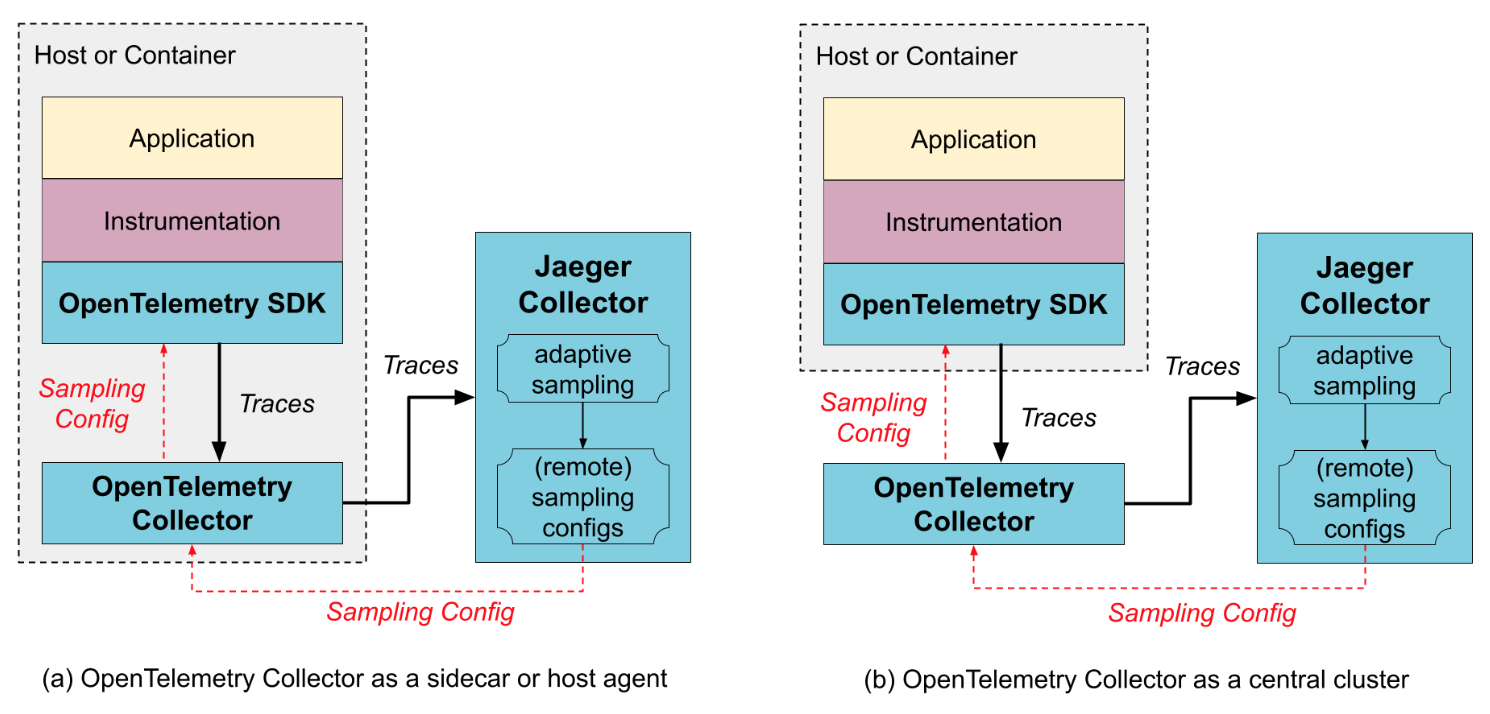 Host or Container
Application
Instrumentation
OpenTelemetry SDK
Sampling
Config
Traces
OpenTelemetry
Collector
Traces
Jaeger
Collector
adaptive
sampling
(remote)
sampling
configs
Sampling Config
(a) OpenTelemetry Collector as a sidecar or host agent
Host or Container
Application
Instrumentation
OpenTelemetry SDK
Sampling
Config
Traces
OpenTelemetry
Collector
Traces
Jaeger
Collector
adaptive
sampling
(remote)
sampling
configs
Sampling Config
(b) OpenTelemetry Collector as a central cluster